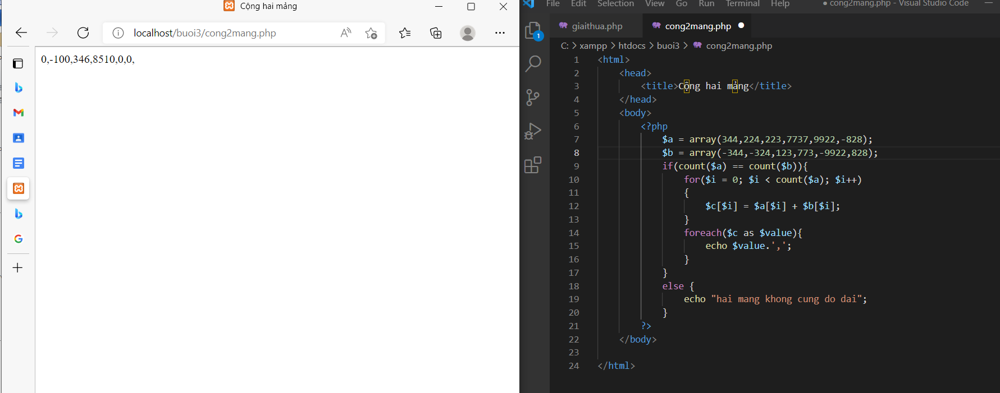 Cộng hai mảng
localhost/buoi3/cong2mang.php
0,-100,346,8510,0,0,
File Edit Selection View Go Run Terminal Help ● cong2mang.php - Visual Studio Code
giaithua.php cong2mang.php ●
1
C: > xampp > htdocs > buoi3 > cong2mang.php
1 <html>
2 <head>
3 <title>Cộng hai mảng</title>
4 </head>
5 <body>
6 <?php
7 $a = array(344,224,223,7737,9922,-828);
8 $b = array(-344,-324,123,773,-9922,828);
9 if(count($a) == count($b)){
10 for($i = 0; $i < count($a); $i++)
11 {
12 $c[$i] = $a[$i] + $b[$i];
13 }
14 foreach($c as $value){
15 echo $value.',';
16 }
17 }
18 else {
19 echo "hai mang khong cung do dai";
20 }
21 ?>
22 </body>
23
24 </html>